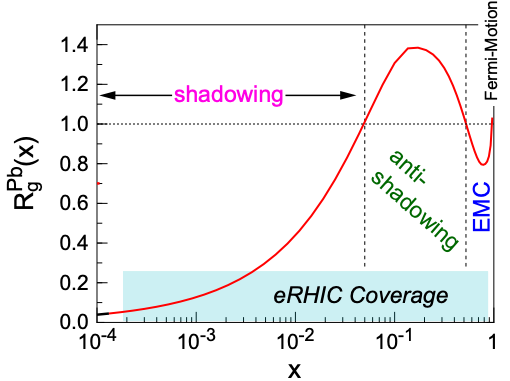 Fermi-Motion
1.4
1.2
shadowing
1.0
R_g^Pb(x)
0.8
anti-
shadowing
EMC
0.6
0.4
0.2
eRHIC Coverage
0.0
10^-4
10^-3
10^-2
10^-1
1
x